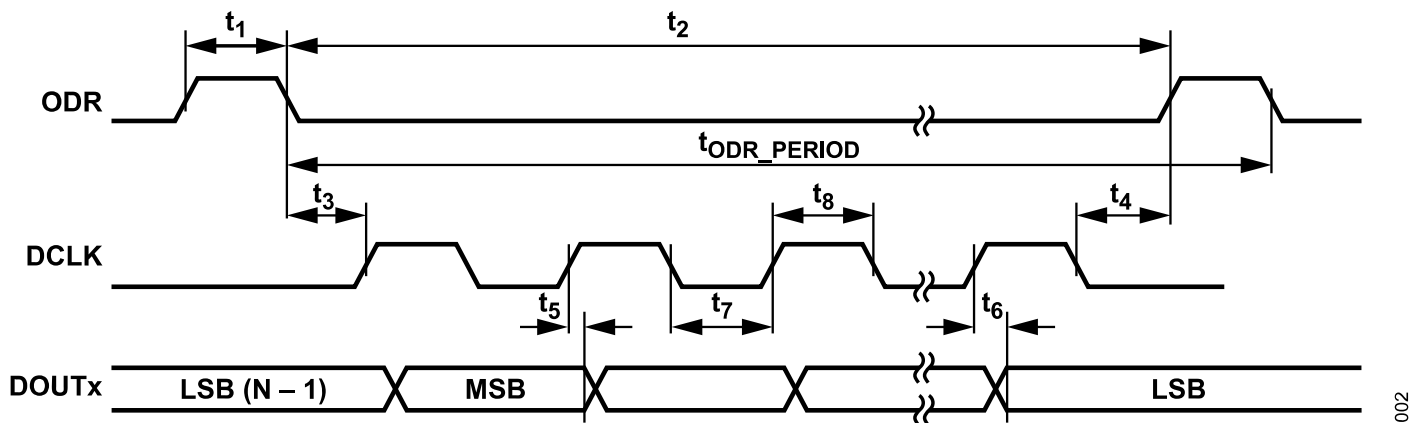 t1
t2
ODR
tODR_PERIOD
t3
t8
t4
DCLK
t5
t7
t6
DOUTx
LSB (N – 1)
MSB
LSB
002